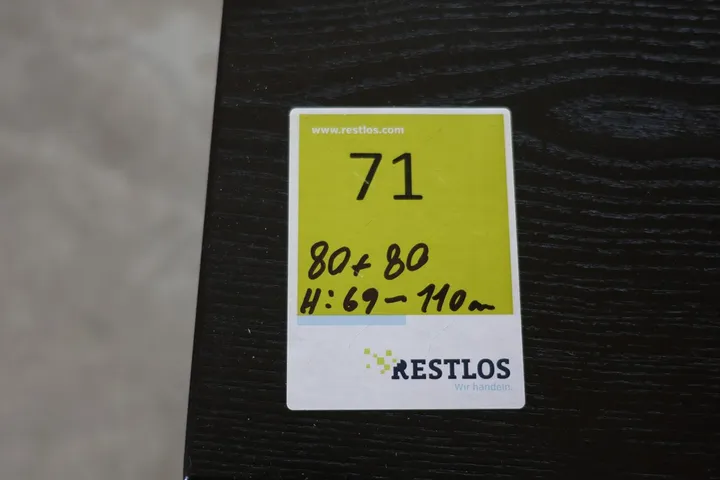 www.restlos.com
71
80 + 80
H: 69 - 110 m
RESTLOS
Wir handeln.